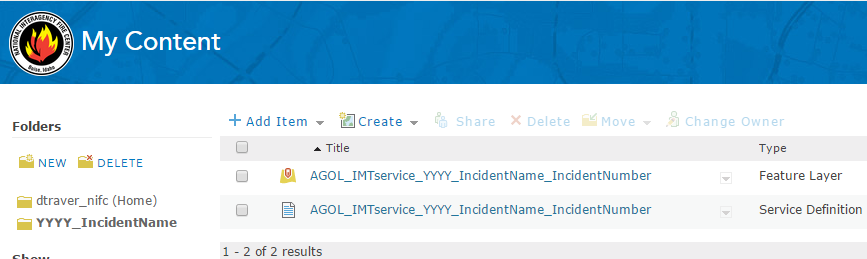 NATIONAL INTERAGENCY FIRE CENTER
Boise, Idaho
My Content
Folders
NEW DELETE
dtraver_nifc (Home)
YYYY_IncidentName
Show
Add Item Create Share Delete Move Change Owner
Title Type
AGOL_IMTservice_YYYY_IncidentName_IncidentNumber Feature Layer
AGOL_IMTservice_YYYY_IncidentName_IncidentNumber Service Definition
1 - 2 of 2 results